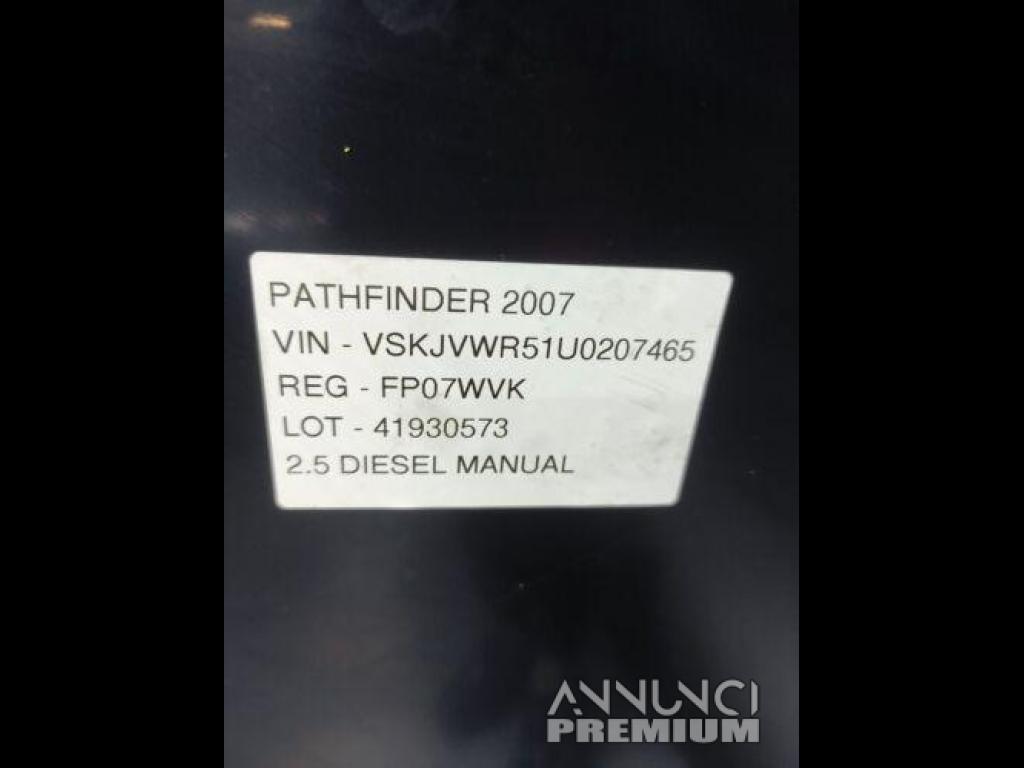 PATHFINDER 2007
VIN - VSKJVWR51U0207465
REG - FP07WVK
LOT - 41930573
2.5 DIESEL MANUAL
ANNUNCI
PREMIUM